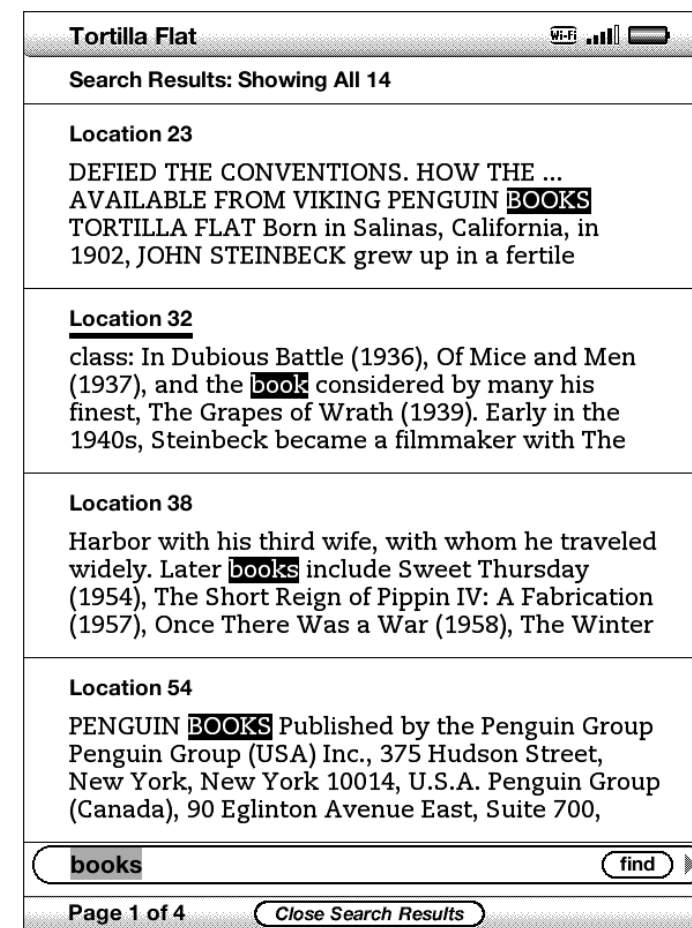 Tortilla Flat
Wi-Fi
Search Results: Showing All 14
Location 23
DEFIED THE CONVENTIONS. HOW THE ...
AVAILABLE FROM VIKING PENGUIN BOOKS
TORTILLA FLAT Born in Salinas, California, in
1902, JOHN STEINBECK grew up in a fertile
Location 32
class: In Dubious Battle (1936), Of Mice and Men
(1937), and the book considered by many his
finest, The Grapes of Wrath (1939). Early in the
1940s, Steinbeck became a filmmaker with The
Location 38
Harbor with his third wife, with whom he traveled
widely. Later books include Sweet Thursday
(1954), The Short Reign of Pippin IV: A Fabrication
(1957), Once There Was a War (1958), The Winter
Location 54
PENGUIN BOOKS Published by the Penguin Group
Penguin Group (USA) Inc., 375 Hudson Street,
New York, New York 10014, U.S.A. Penguin Group
(Canada), 90 Eglinton Avenue East, Suite 700,
books find
Page 1 of 4 Close Search Results